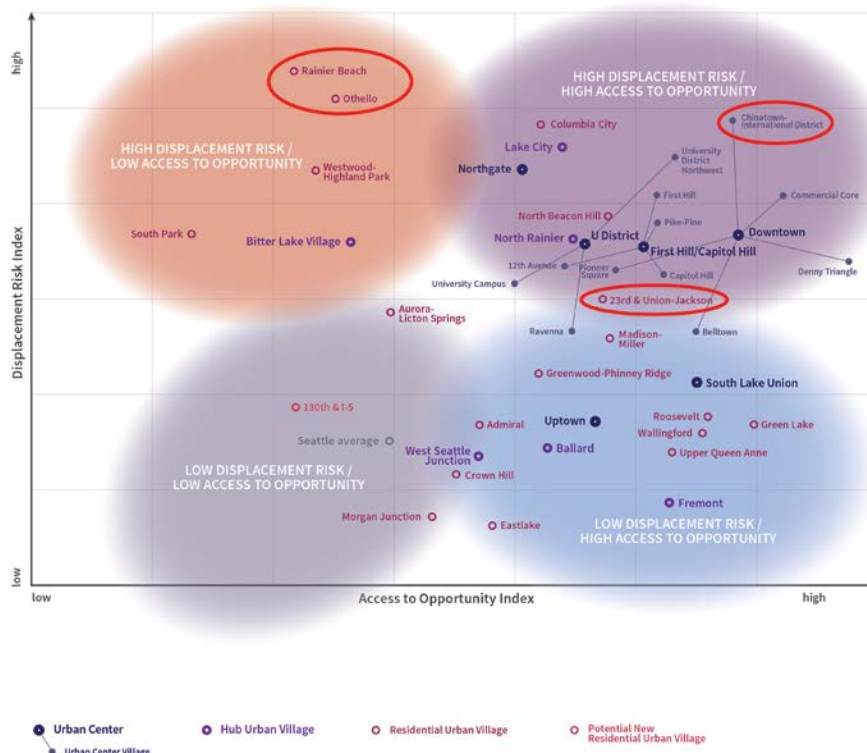 high
Displacement Risk Index
low
Rainier Beach
Othello
HIGH DISPLACEMENT RISK /
LOW ACCESS TO OPPORTUNITY
Westwood-
Highland Park
South Park
Bitter Lake Village
HIGH DISPLACEMENT RISK /
HIGH ACCESS TO OPPORTUNITY
Chinatown-
International District
Columbia City
Lake City
Northgate
University
District
Northwest
First Hill
Commercial Core
Pike-Pine
North Beacon Hill
North Rainier
U District
First Hill/Capitol Hill
Downtown
12th Avenue
Pioneer
Square
Capitol Hill
Denny Triangle
University Campus
23rd & Union-Jackson
Aurora-
Licton Springs
Ravenna
Madison-
Miller
Belltown
Greenwood-Phinney Ridge
South Lake Union
130th & I-5
Seattle average
Admiral
Uptown
Roosevelt
Green Lake
Wallingford
West Seattle
Junction
Ballard
Upper Queen Anne
Crown Hill
LOW DISPLACEMENT RISK /
LOW ACCESS TO OPPORTUNITY
Fremont
Morgan Junction
Eastlake
LOW DISPLACEMENT RISK /
HIGH ACCESS TO OPPORTUNITY
low
Access to Opportunity Index
high
Urban Center
Urban Center Village
Hub Urban Village
Residential Urban Village
Potential New
Residential Urban Village